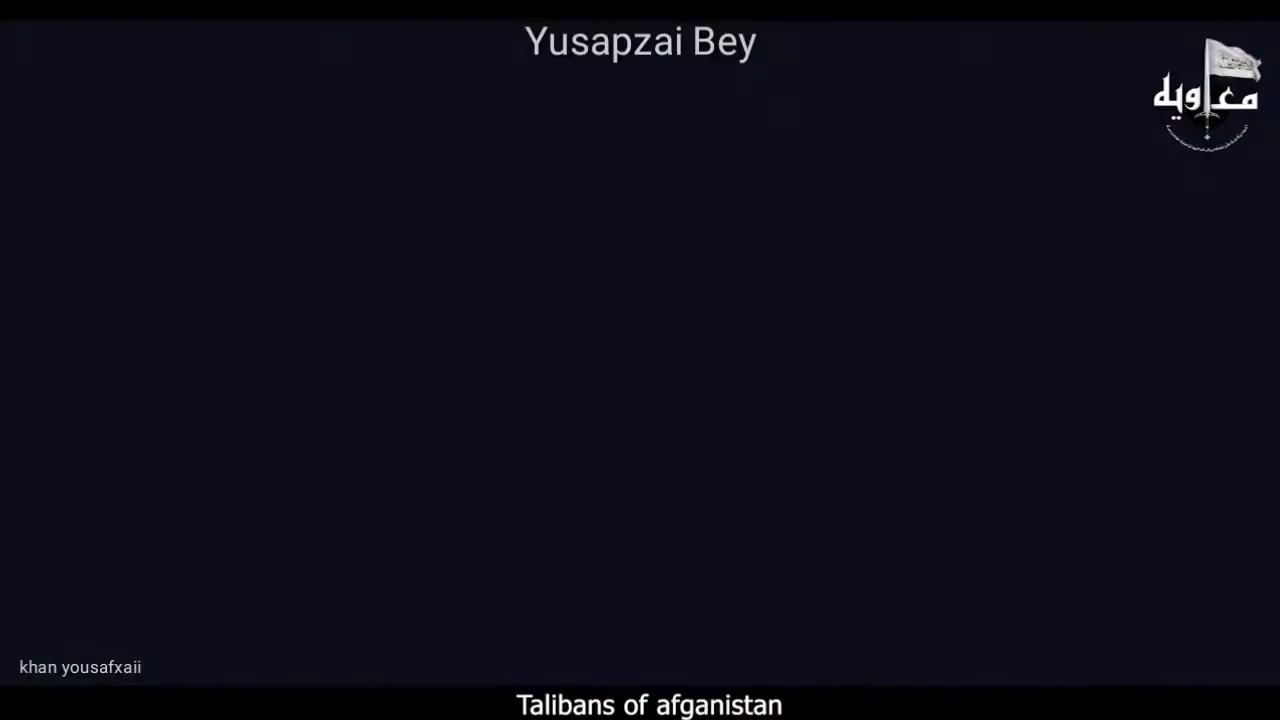 Yusapzai Bey
معاويه
khan yousafxaii
Talibans of afganistan